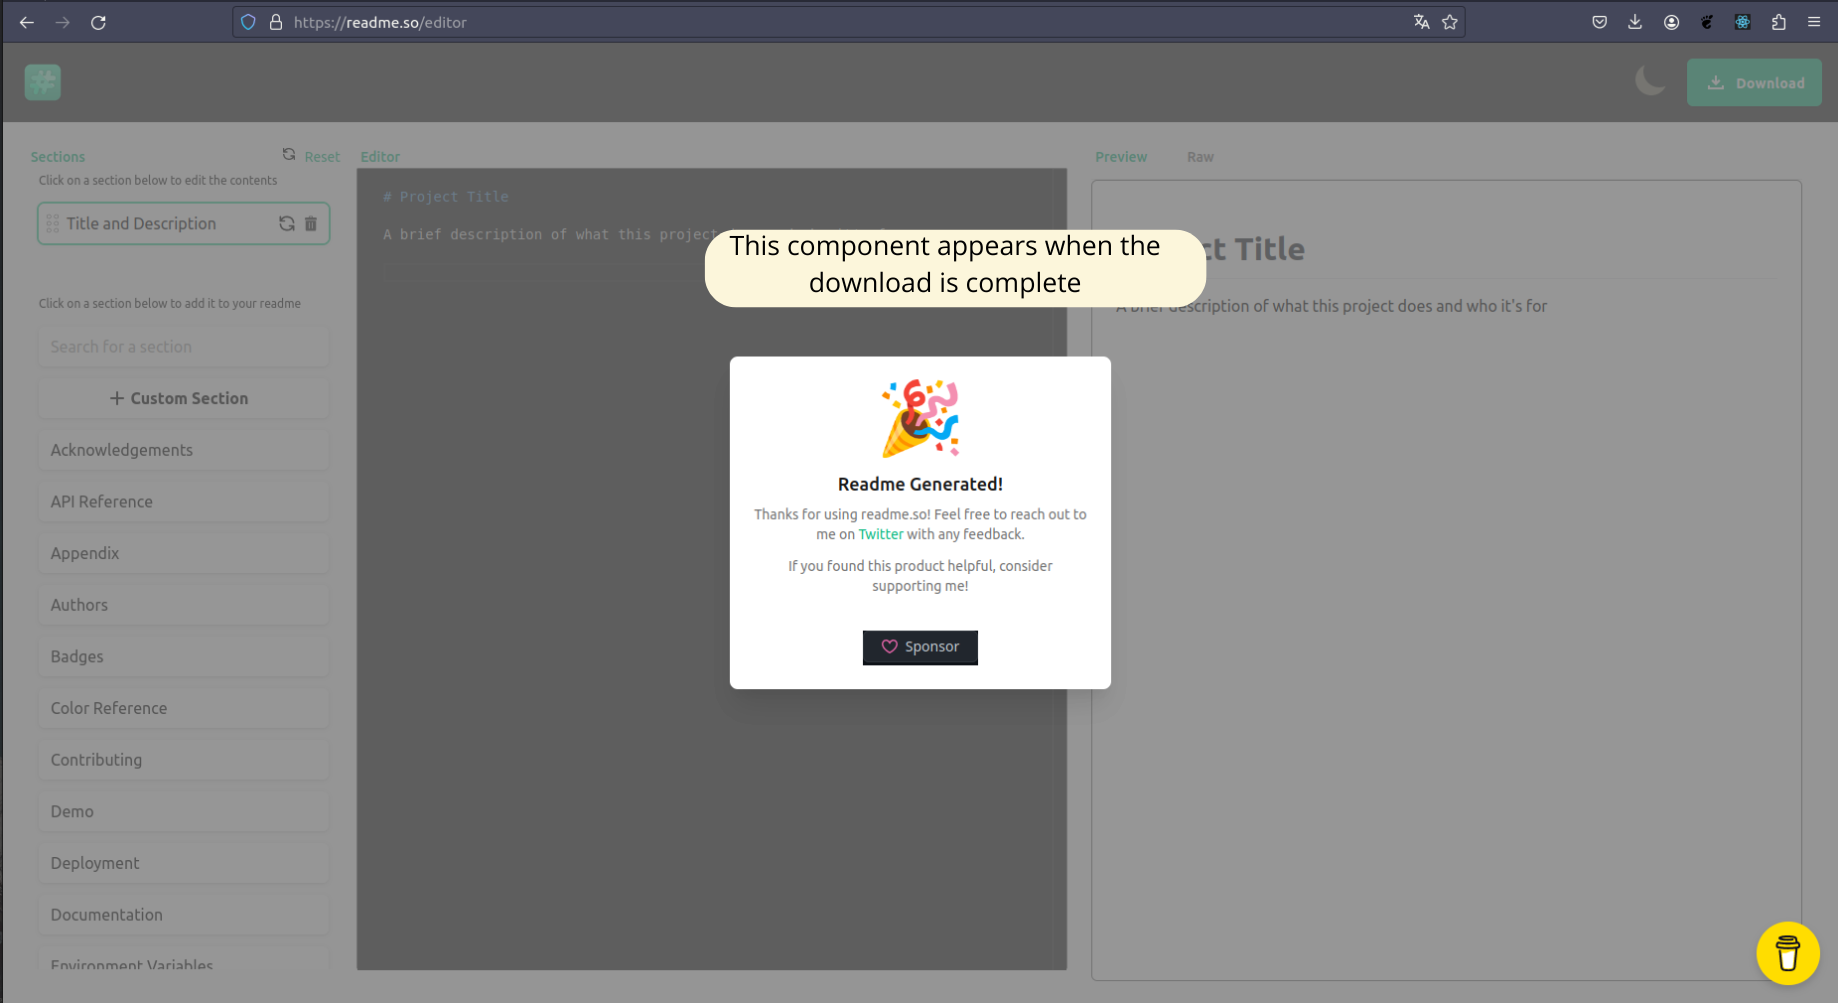 https://readme.so/editor
Download
Sections
Reset
Editor
Preview
Raw
Click on a section below to edit the contents
Title and Description
# Project Title
A brief description of what this project
This component appears when the
download is complete
ct Title
A brief description of what this project does and who it's for
Click on a section below to add it to your readme
Search for a section
+ Custom Section
Acknowledgements
API Reference
Appendix
Authors
Badges
Color Reference
Contributing
Demo
Deployment
Documentation
Environment Variables
Readme Generated!
Thanks for using readme.so! Feel free to reach out to
me on Twitter with any feedback.
If you found this product helpful, consider
supporting me!
Sponsor